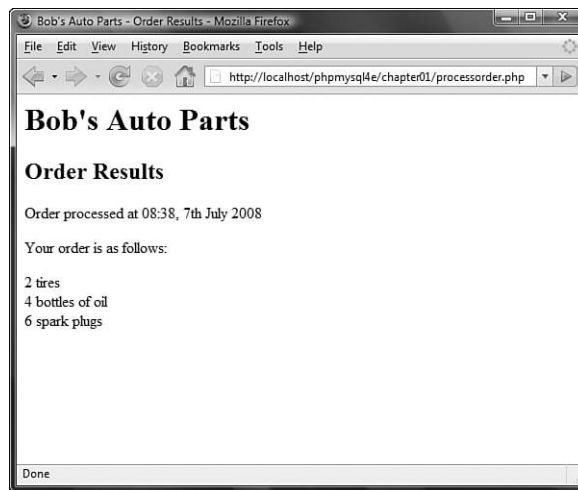 Bob's Auto Parts - Order Results - Mozilla Firefox
File Edit View History Bookmarks Tools Help
http://localhost/phpmysql4e/chapter01/processorder.php
Bob's Auto Parts
Order Results
Order processed at 08:38, 7th July 2008
Your order is as follows:
2 tires
4 bottles of oil
6 spark plugs
Done